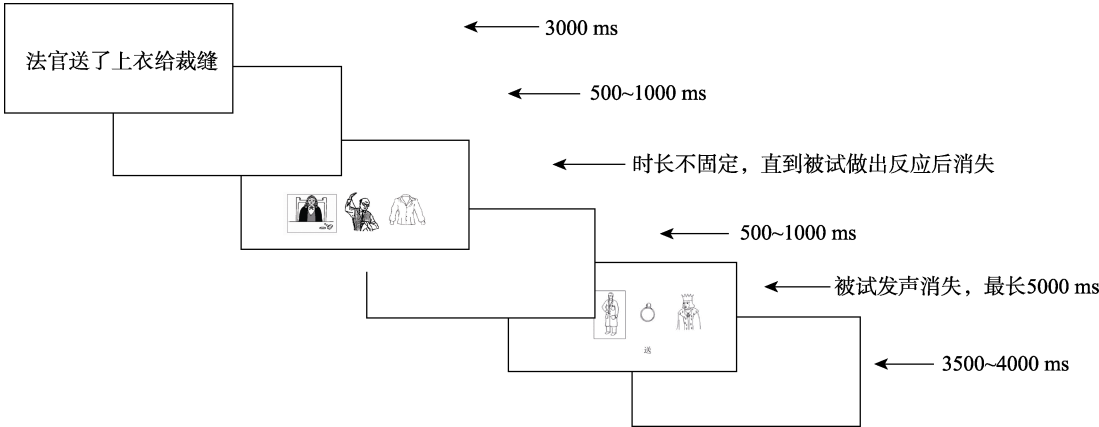 法官送了上衣给裁缝
3000 ms
500~1000 ms
时长不固定，直到被试做出反应后消失
500~1000 ms
被试发声消失，最长5000 ms
送
3500~4000 ms